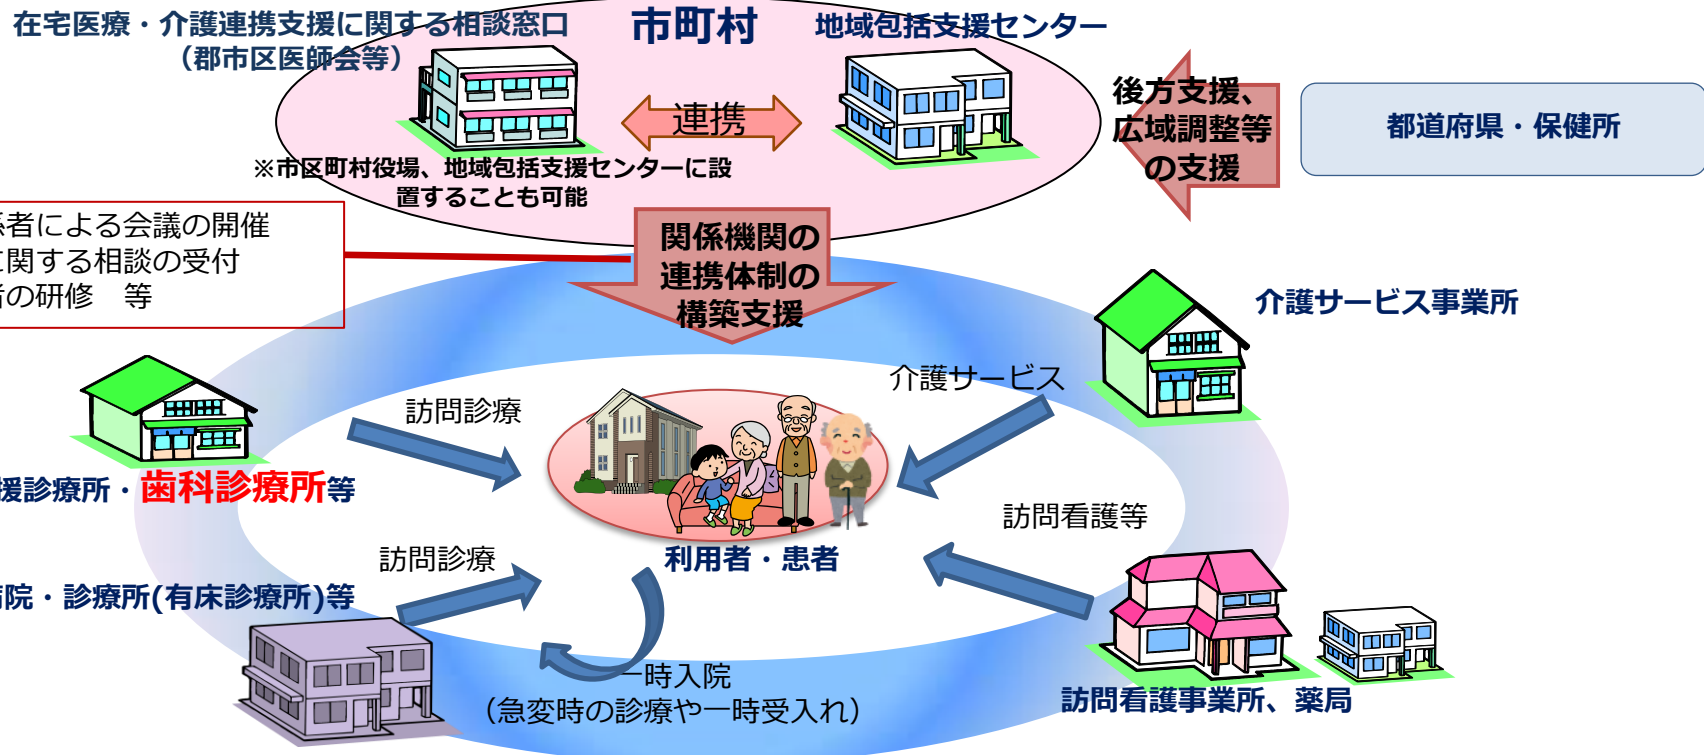 在宅医療・介護連携支援に関する相談窓口
（郡市区医師会等）
市町村
地域包括支援センター
連携
※市区町村役場、地域包括支援センターに設
置することも可能
後方支援、
広域調整等
の支援
都道府県・保健所
係者による会議の開催
に関する相談の受付
者の研修　等
関係機関の
連携体制の
構築支援
介護サービス事業所
介護サービス
訪問診療
援診療所・歯科診療所等
訪問看護等
利用者・患者
訪問診療
病院・診療所(有床診療所)等
一時入院
（急変時の診療や一時受入れ）
訪問看護事業所、薬局